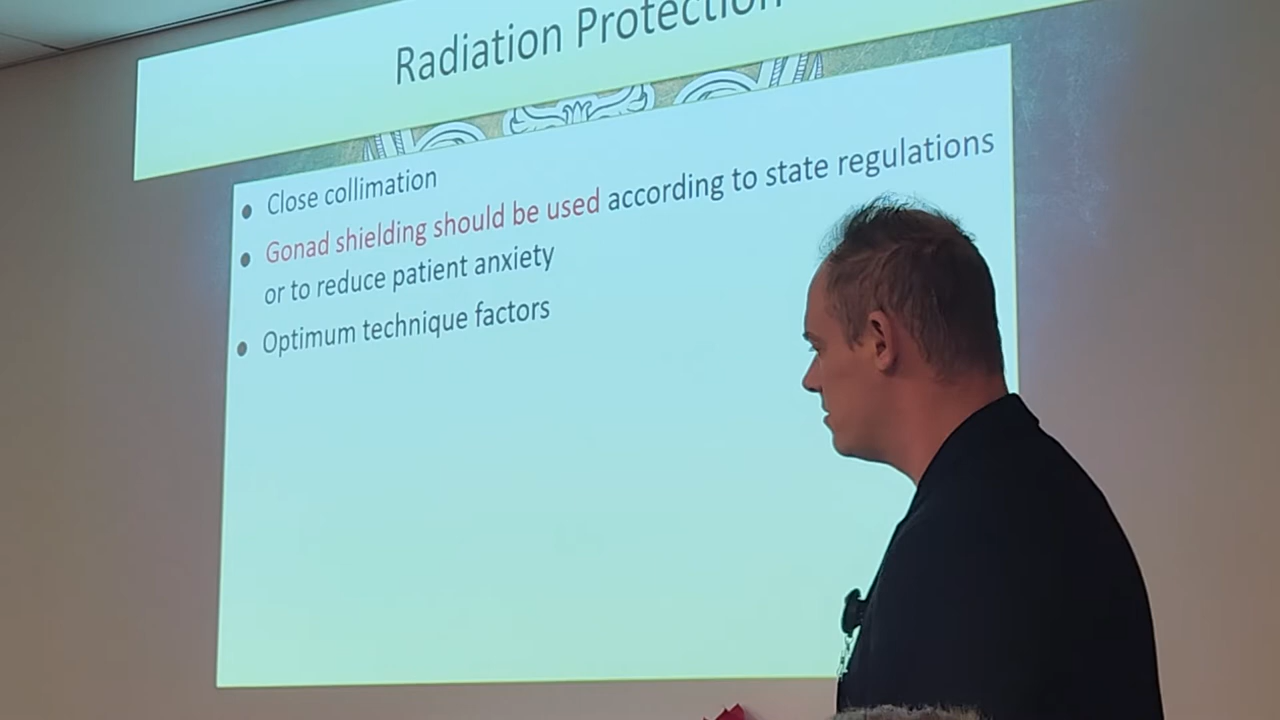 Radiation Protection
• Close collimation
• Gonad shielding should be used according to state regulations
or to reduce patient anxiety
• Optimum technique factors